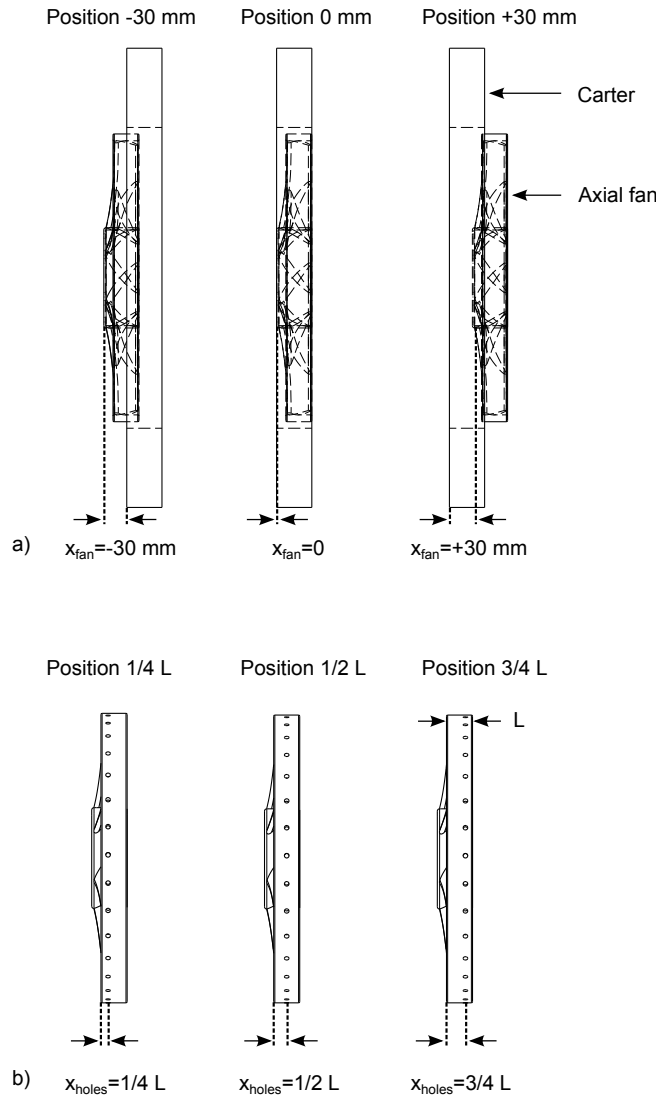 Position -30 mm Position 0 mm Position +30 mm
Carter
Axial fan
a) xfan=-30 mm xfan=0 xfan=+30 mm
Position 1/4 L Position 1/2 L Position 3/4 L
L
b) xholes=1/4 L xholes=1/2 L xholes=3/4 L